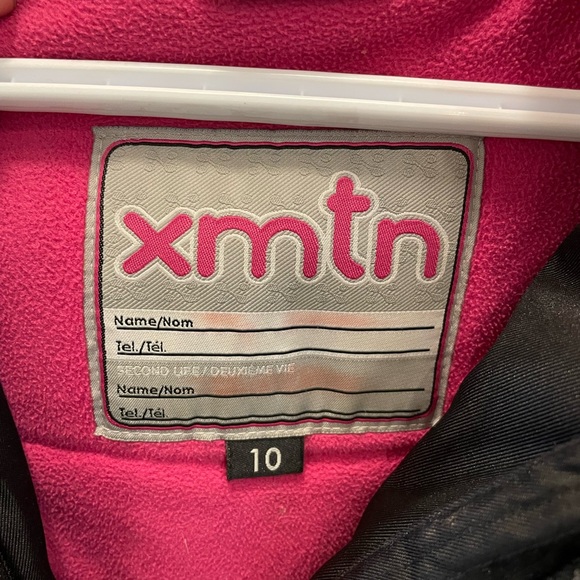 xmtn
Name/Nom
Tel./Tél.
SECOND LIFE / DEUXIÈME VIE
Name/Nom
Tel./Tél.
10